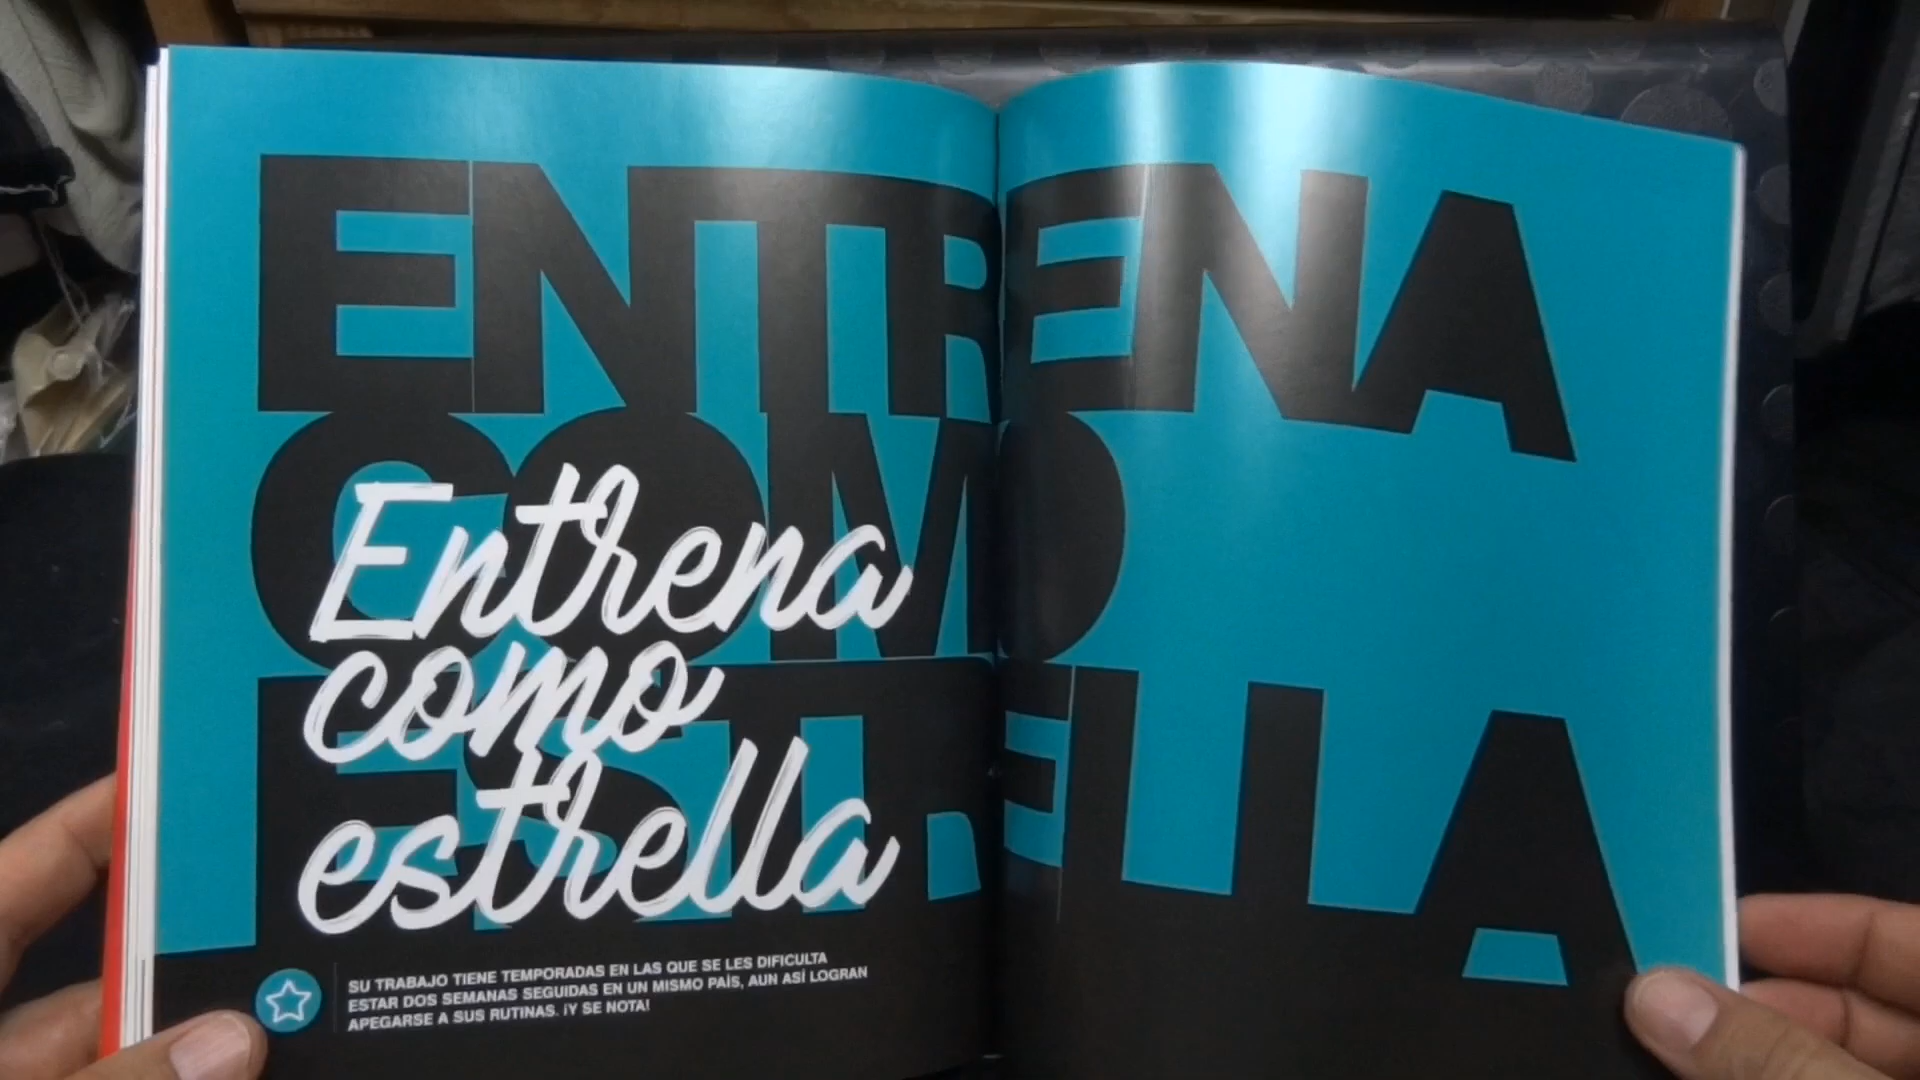 ENTRENA
COMO
ESTRELLA
Entrena
como
estrella
SU TRABAJO TIENE TEMPORADAS EN LAS QUE SE LES DIFICULTA
ESTAR DOS SEMANAS SEGUIDAS EN UN MISMO PAÍS, AUN ASÍ LOGRAN
APEGARSE A SUS RUTINAS. ¡Y SE NOTA!